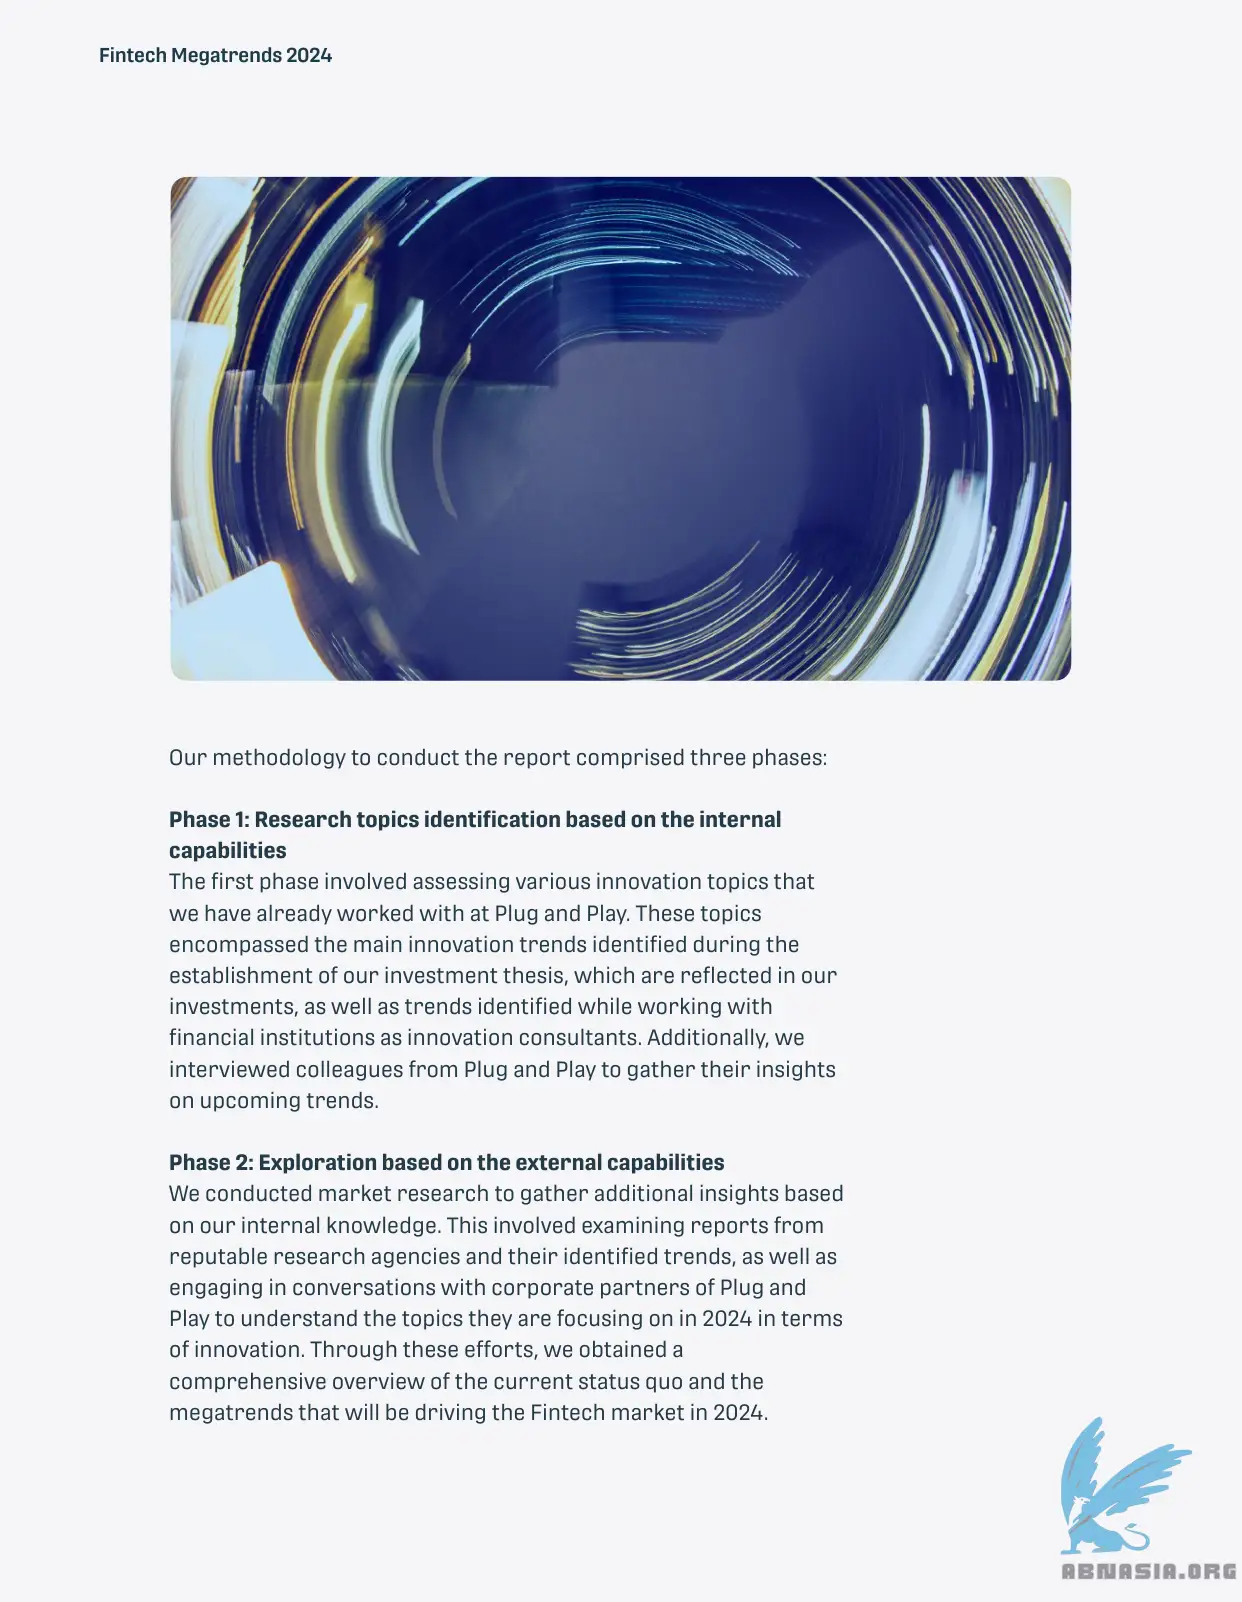 Fintech Megatrends 2024
Our methodology to conduct the report comprised three phases:
Phase 1: Research topics identification based on the internal
capabilities
The first phase involved assessing various innovation topics that
we have already worked with at Plug and Play. These topics
encompassed the main innovation trends identified during the
establishment of our investment thesis, which are reflected in our
investments, as well as trends identified while working with
financial institutions as innovation consultants. Additionally, we
interviewed colleagues from Plug and Play to gather their insights
on upcoming trends.
Phase 2: Exploration based on the external capabilities
We conducted market research to gather additional insights based
on our internal knowledge. This involved examining reports from
reputable research agencies and their identified trends, as well as
engaging in conversations with corporate partners of Plug and
Play to understand the topics they are focusing on in 2024 in terms
of innovation. Through these efforts, we obtained a
comprehensive overview of the current status quo and the
megatrends that will be driving the Fintech market in 2024.
ABNASIA.ORG